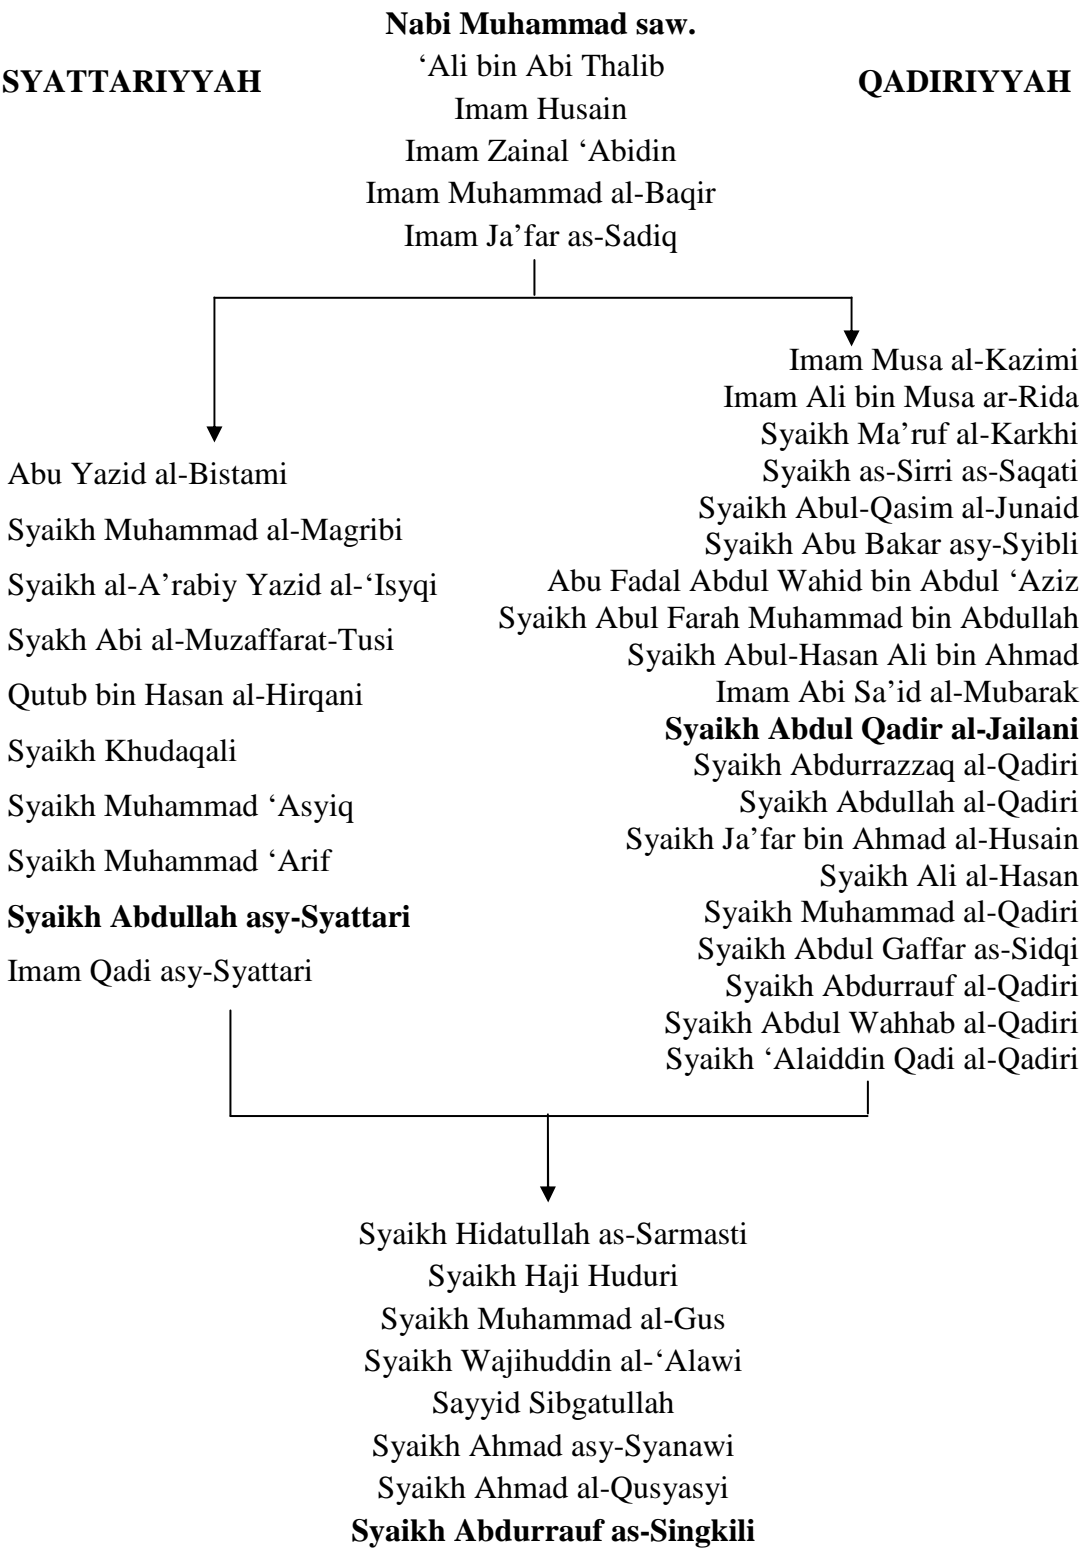 Nabi Muhammad saw.
‘Ali bin Abi Thalib
SYATTARIYYAH
QADIRIYYAH
Imam Husain
Imam Zainal ‘Abidin
Imam Muhammad al-Baqir
Imam Ja’far as-Sadiq
Abu Yazid al-Bistami
Syaikh Muhammad al-Magribi
Syaikh al-A’rabiy Yazid al-‘Isyqi
Syakh Abi al-Muzaffarat-Tusi
Qutub bin Hasan al-Hirqani
Syaikh Khudaqali
Syaikh Muhammad ‘Asyiq
Syaikh Muhammad ‘Arif
Syaikh Abdullah asy-Syattari
Imam Qadi asy-Syattari
Imam Musa al-Kazimi
Imam Ali bin Musa ar-Rida
Syaikh Ma’ruf al-Karkhi
Syaikh as-Sirri as-Saqati
Syaikh Abul-Qasim al-Junaid
Syaikh Abu Bakar asy-Syibli
Abu Fadal Abdul Wahid bin Abdul ‘Aziz
Syaikh Abul Farah Muhammad bin Abdullah
Syaikh Abul-Hasan Ali bin Ahmad
Imam Abi Sa’id al-Mubarak
Syaikh Abdul Qadir al-Jailani
Syaikh Abdurrazzaq al-Qadiri
Syaikh Abdullah al-Qadiri
Syaikh Ja’far bin Ahmad al-Husain
Syaikh Ali al-Hasan
Syaikh Muhammad al-Qadiri
Syaikh Abdul Gaffar as-Sidqi
Syaikh Abdurrauf al-Qadiri
Syaikh Abdul Wahhab al-Qadiri
Syaikh ‘Alaiddin Qadi al-Qadiri
Syaikh Hidatullah as-Sarmasti
Syaikh Haji Huduri
Syaikh Muhammad al-Gus
Syaikh Wajihuddin al-‘Alawi
Sayyid Sibgatullah
Syaikh Ahmad asy-Syanawi
Syaikh Ahmad al-Qusyasyi
Syaikh Abdurrauf as-Singkili